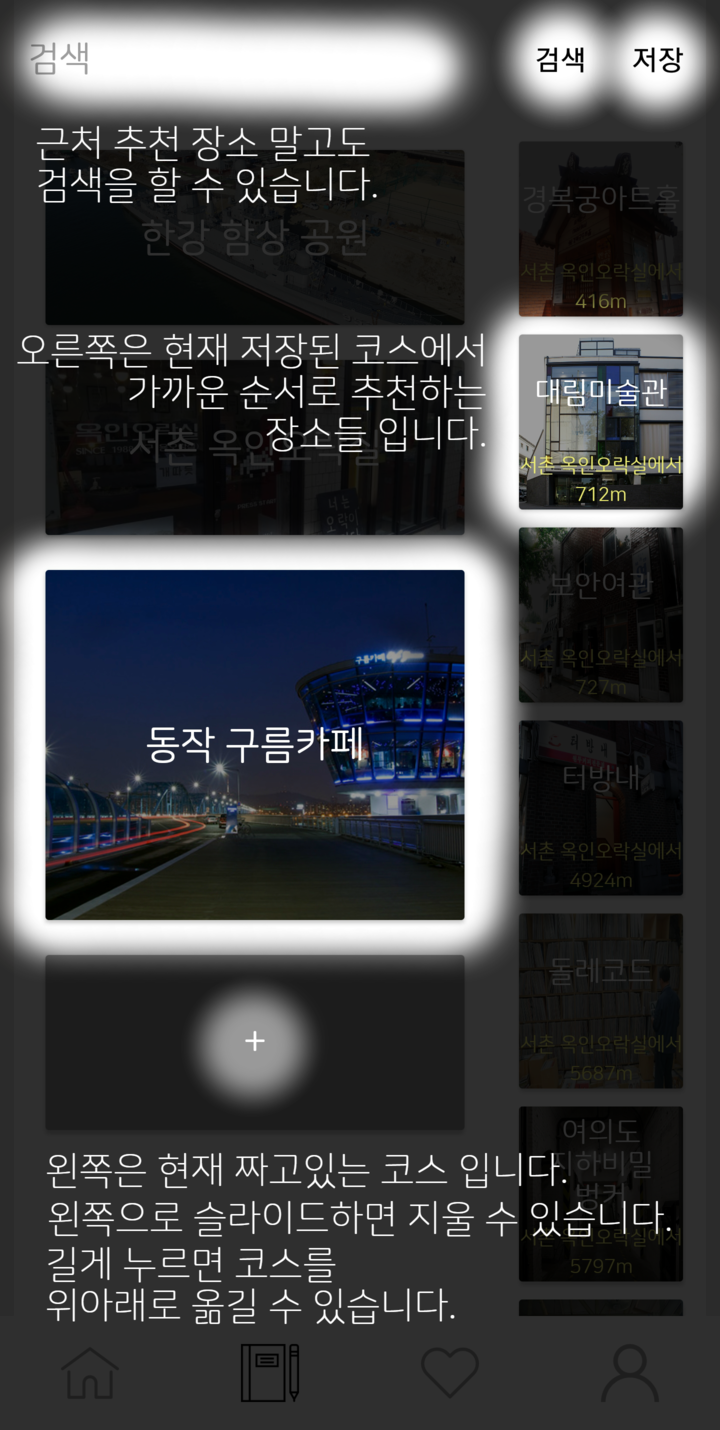 검색
검색
저장
근처 추천 장소 말고도
검색을 할 수 있습니다.
한강 함상 공원
오른쪽은 현재 저장된 코스에서
가까운 순서로 추천하는
장소들 입니다.
서촌 옥인오락실
동작 구름카페
+
왼쪽은 현재 짜고있는 코스 입니다.
왼쪽으로 슬라이드하면 지울 수 있습니다.
길게 누르면 코스를
위아래로 옮길 수 있습니다.
경복궁아트홀
서촌 옥인오락실에서
416m
대림미술관
서촌 옥인오락실에서
712m
보안여관
서촌 옥인오락실에서
727m
터방내
서촌 옥인오락실에서
4924m
돌레코드
서촌 옥인오락실에서
5687m
여의도
지하비밀
벙커
서촌 옥인오락실에서
5797m